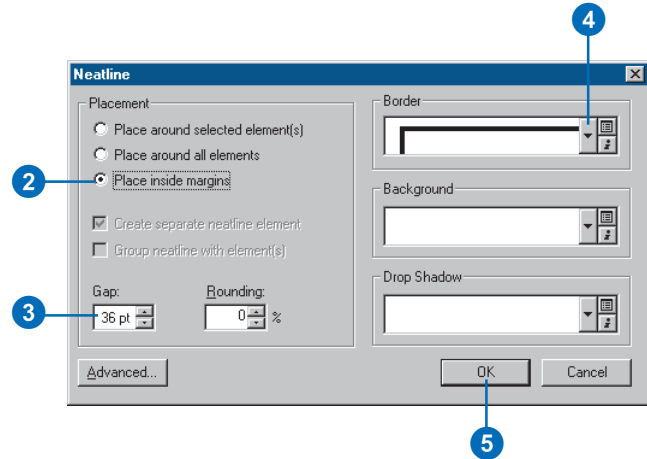 4
Neatline
Placement
Place around selected element(s)
Place around all elements
2
Place inside margins
Create separate neatline element
Group neatline with element(s)
Gap:
Rounding:
3
36 pt
0 %
Border
Background
Drop Shadow
Advanced...
OK
Cancel
5